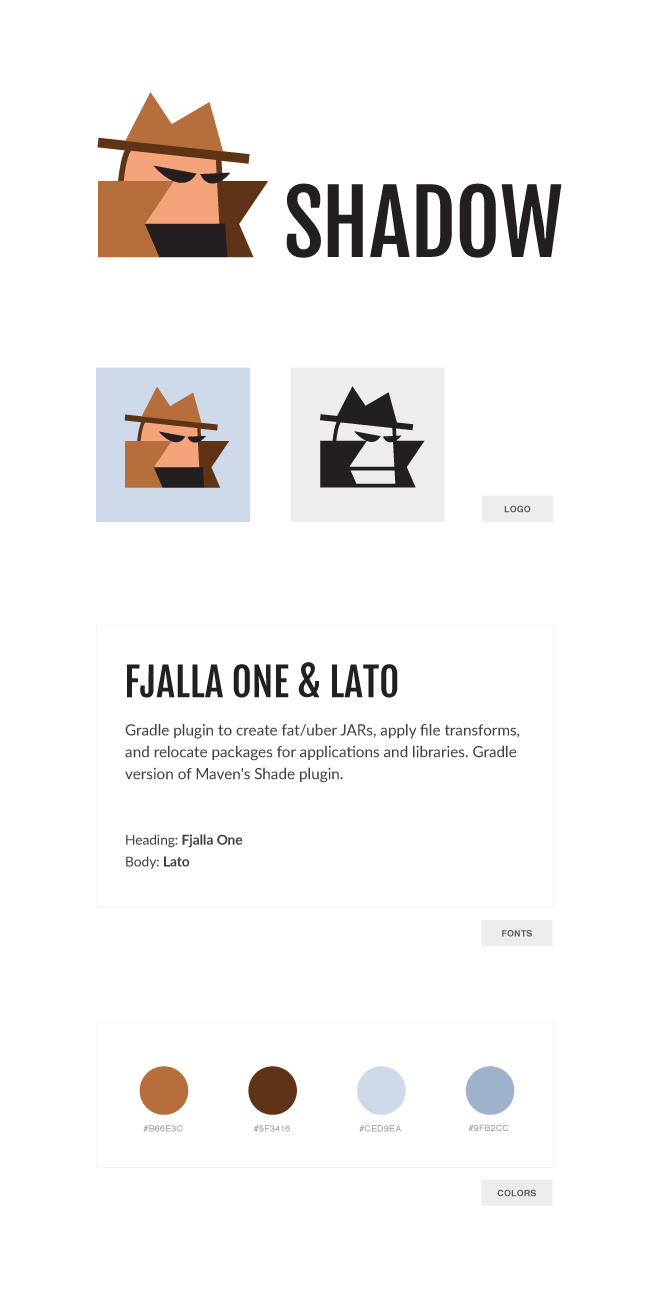 SHADOW
LOGO
FJALLA ONE & LATO
Gradle plugin to create fat/uber JARs, apply file transforms,
and relocate packages for applications and libraries. Gradle
version of Maven's Shade plugin.
Heading: Fjalla One
Body: Lato
FONTS
#B66E3C
#5F3416
#CED9EA
#9FB2CC
COLORS